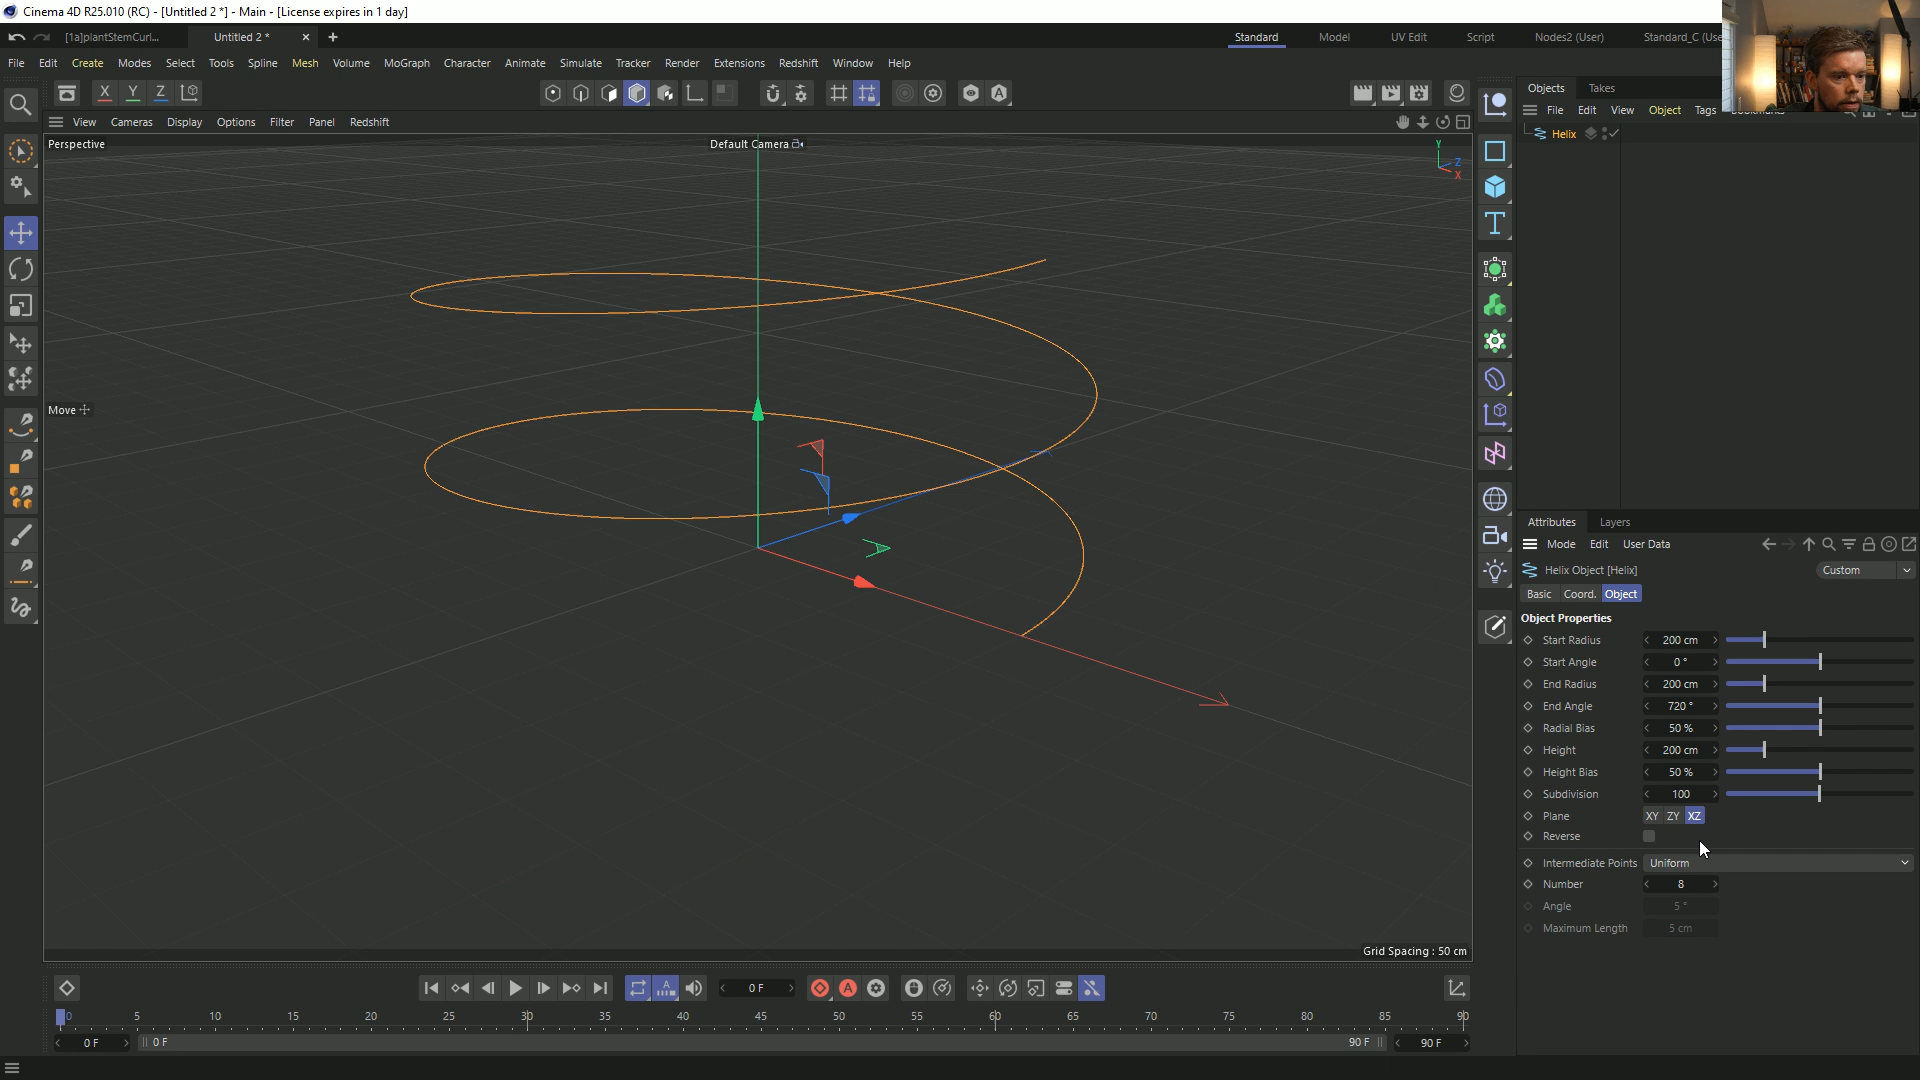 Cinema 4D R25.010 (RC) - [Untitled 2 *] - Main - [License expires in 1 day]
[1a]plantStemCurl...
Untitled 2 *
Standard
Model
UV Edit
Script
Nodes2 (User)
Standard_C (Use
File Edit Create Modes Select Tools Spline Mesh Volume MoGraph Character Animate Simulate Tracker Render Extensions Redshift Window Help
X Y Z
View Cameras Display Options Filter Panel Redshift
Perspective
Default Camera
Y
Z
X
Move
Grid Spacing : 50 cm
Objects Takes
File Edit View Object Tags
Helix
Attributes Layers
Mode Edit User Data
Helix Object [Helix]
Custom
Basic Coord. Object
Object Properties
Start Radius 200 cm
Start Angle 0 °
End Radius 200 cm
End Angle 720 °
Radial Bias 50 %
Height 200 cm
Height Bias 50 %
Subdivision 100
Plane XY ZY XZ
Reverse
Intermediate Points Uniform
Number 8
Angle 5 °
Maximum Length 5 cm
0 F
0 5 10 15 20 25 30 35 40 45 50 55 60 65 70 75 80 85 90
0 F 0 F 90 F 90 F